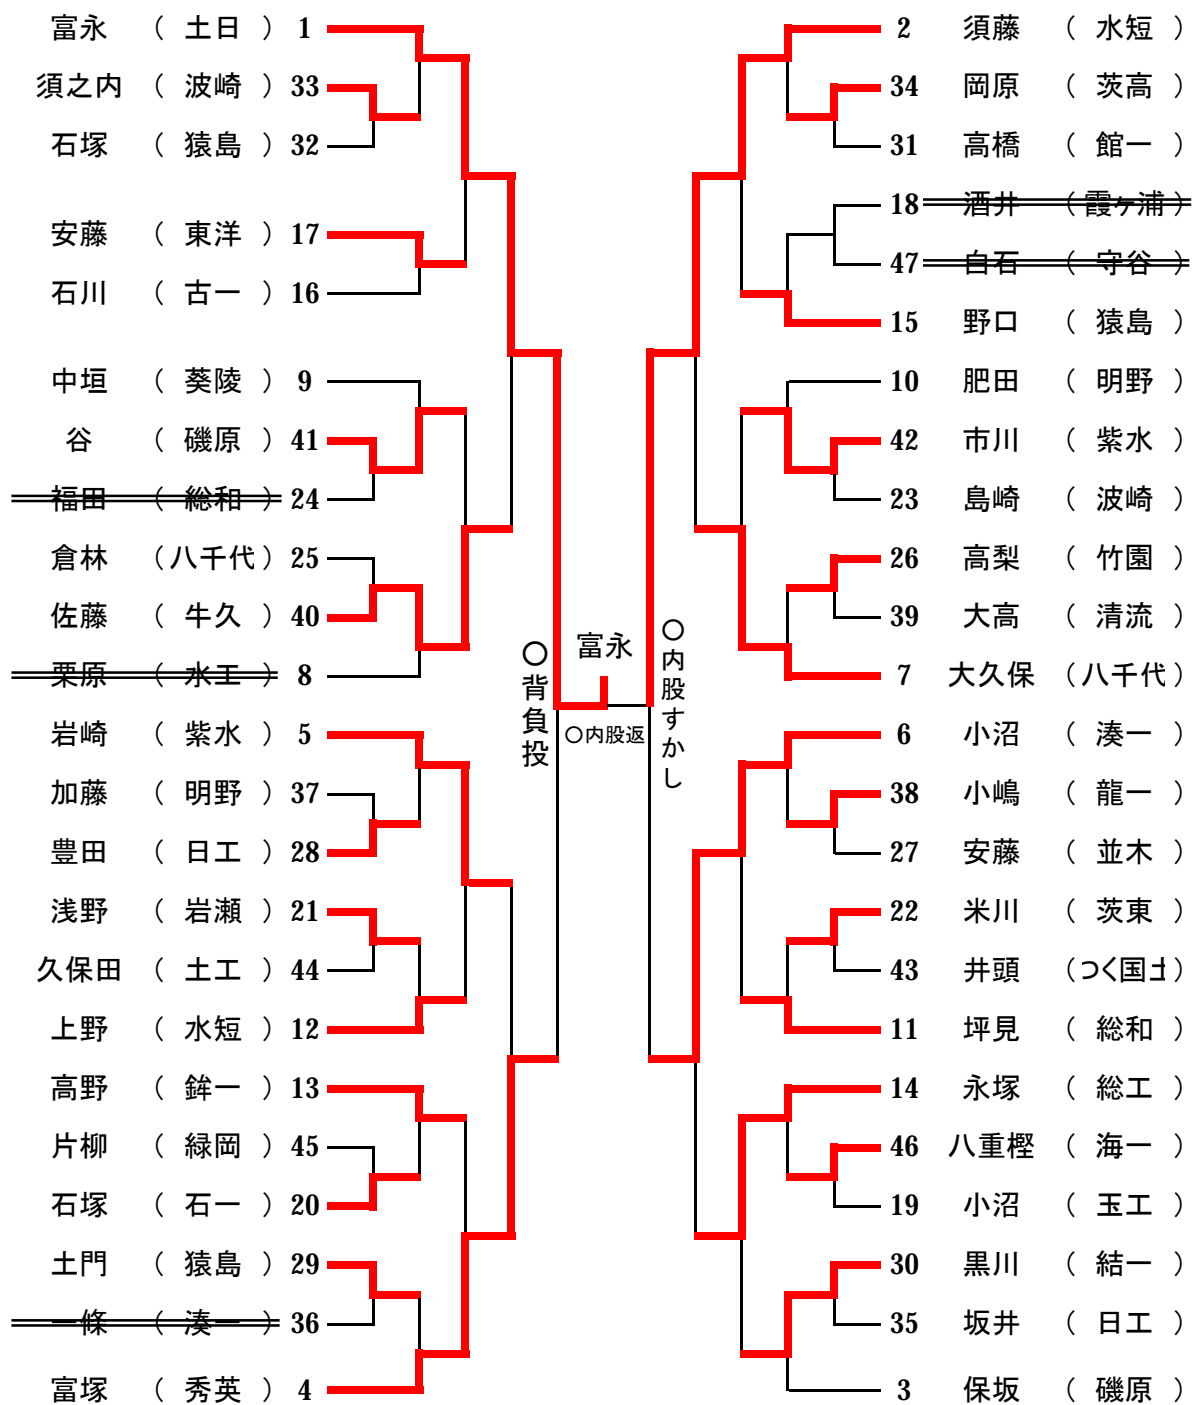 富永 （ 土日 ） 1
須之内 （ 波崎 ） 33
石塚 （ 猿島 ） 32
安藤 （ 東洋 ） 17
石川 （ 古一 ） 16
中垣 （ 葵陵 ） 9
谷 （ 磯原 ） 41
福田 （ 総和 ） 24
倉林 （八千代） 25
佐藤 （ 牛久 ） 40
栗原 （ 水工 ） 8
岩崎 （ 紫水 ） 5
加藤 （ 明野 ） 37
豊田 （ 日工 ） 28
浅野 （ 岩瀬 ） 21
久保田 （ 土工 ） 44
上野 （ 水短 ） 12
高野 （ 鉾一 ） 13
片柳 （ 緑岡 ） 45
石塚 （ 石一 ） 20
土門 （ 猿島 ） 29
一條 （ 湊一 ） 36
富塚 （ 秀英 ） 4
〇背負投
富永
〇内股返
〇内股すかし
2 須藤 （ 水短 ）
34 岡原 （ 茨高 ）
31 高橋 （ 館一 ）
18 酒井 （霞ヶ浦）
47 白石 （ 守谷 ）
15 野口 （ 猿島 ）
10 肥田 （ 明野 ）
42 市川 （ 紫水 ）
23 島崎 （ 波崎 ）
26 高梨 （ 竹園 ）
39 大高 （ 清流 ）
7 大久保 （八千代）
6 小沼 （ 湊一 ）
38 小嶋 （ 龍一 ）
27 安藤 （ 並木 ）
22 米川 （ 茨東 ）
43 井頭 （つく国土）
11 坪見 （ 総和 ）
14 永塚 （ 総工 ）
46 八重樫 （ 海一 ）
19 小沼 （ 玉工 ）
30 黒川 （ 結一 ）
35 坂井 （ 日工 ）
3 保坂 （ 磯原 ）